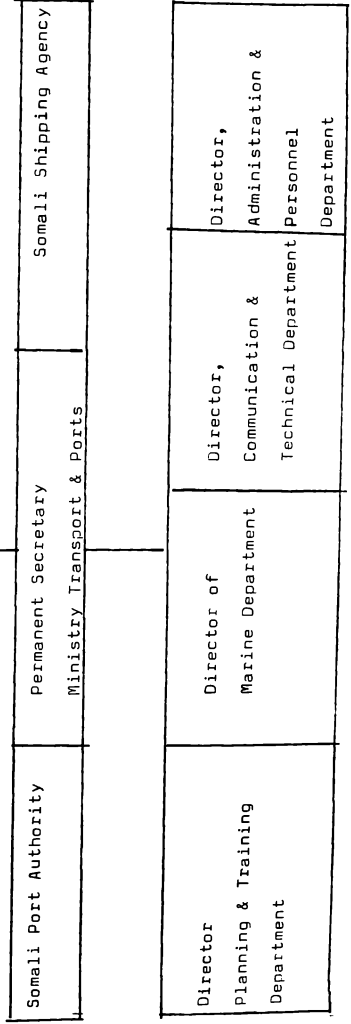 Somali Port Authority
Permanent Secretary
Ministry Transport & Ports
Somali Shipping Agency
Director
Planning & Training
Department
Director of
Marine Department
Director,
Communication &
Technical Department
Director,
Administration &
Personnel
Department